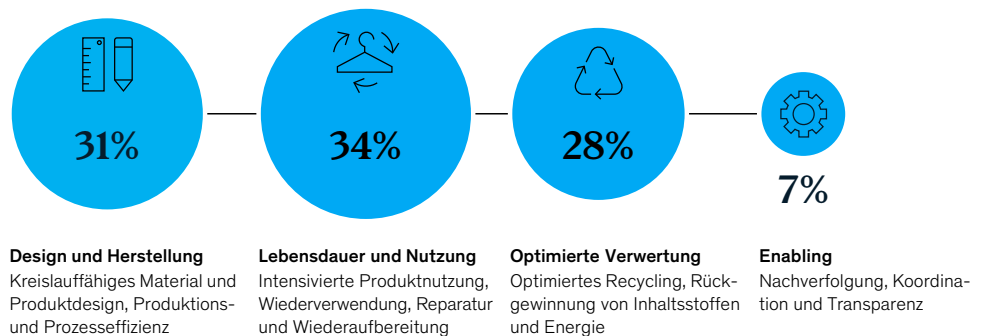 31%
34%
28%
7%
Design und Herstellung
Kreislauffähiges Material und
Produktdesign, Produktions-
und Prozesseffizienz
Lebensdauer und Nutzung
Intensivierte Produktnutzung,
Wiederverwendung, Reparatur
und Wiederaufbereitung
Optimierte Verwertung
Optimiertes Recycling, Rück-
gewinnung von Inhaltsstoffen
und Energie
Enabling
Nachverfolgung, Koordina-
tion und Transparenz